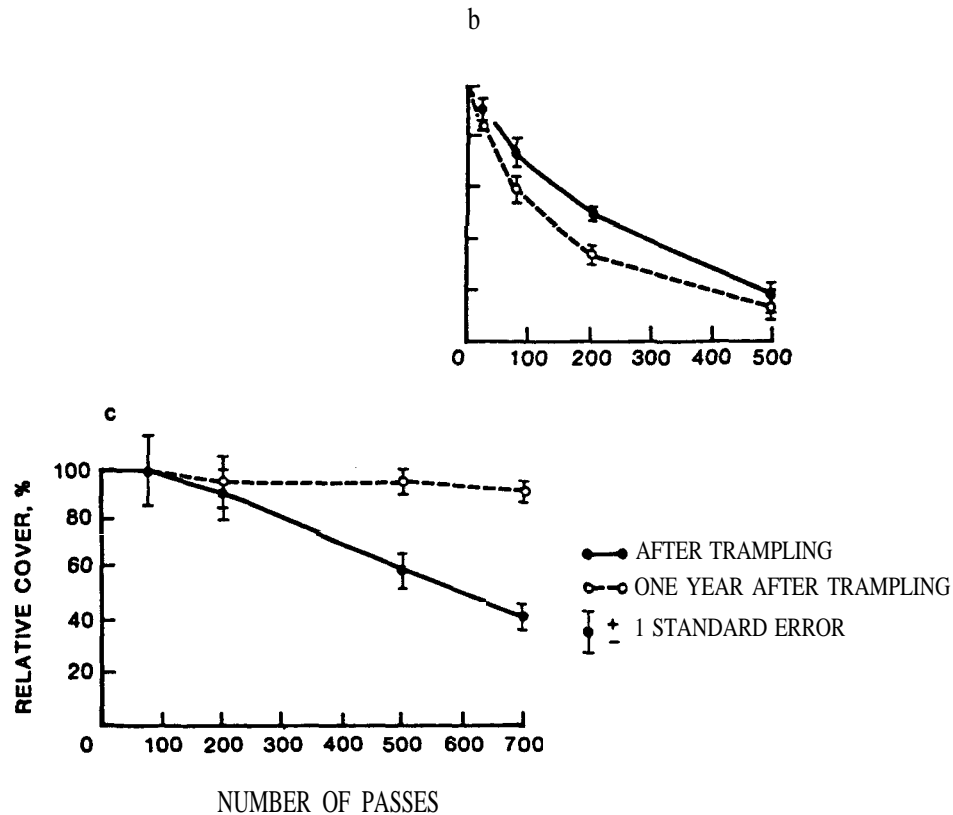 b
0 100 200 300 400 500
c
RELATIVE COVER, %
100
80
60
40
20
0 100 200 300 400 500 600 700
NUMBER OF PASSES
AFTER TRAMPLING
ONE YEAR AFTER TRAMPLING
± 1 STANDARD ERROR